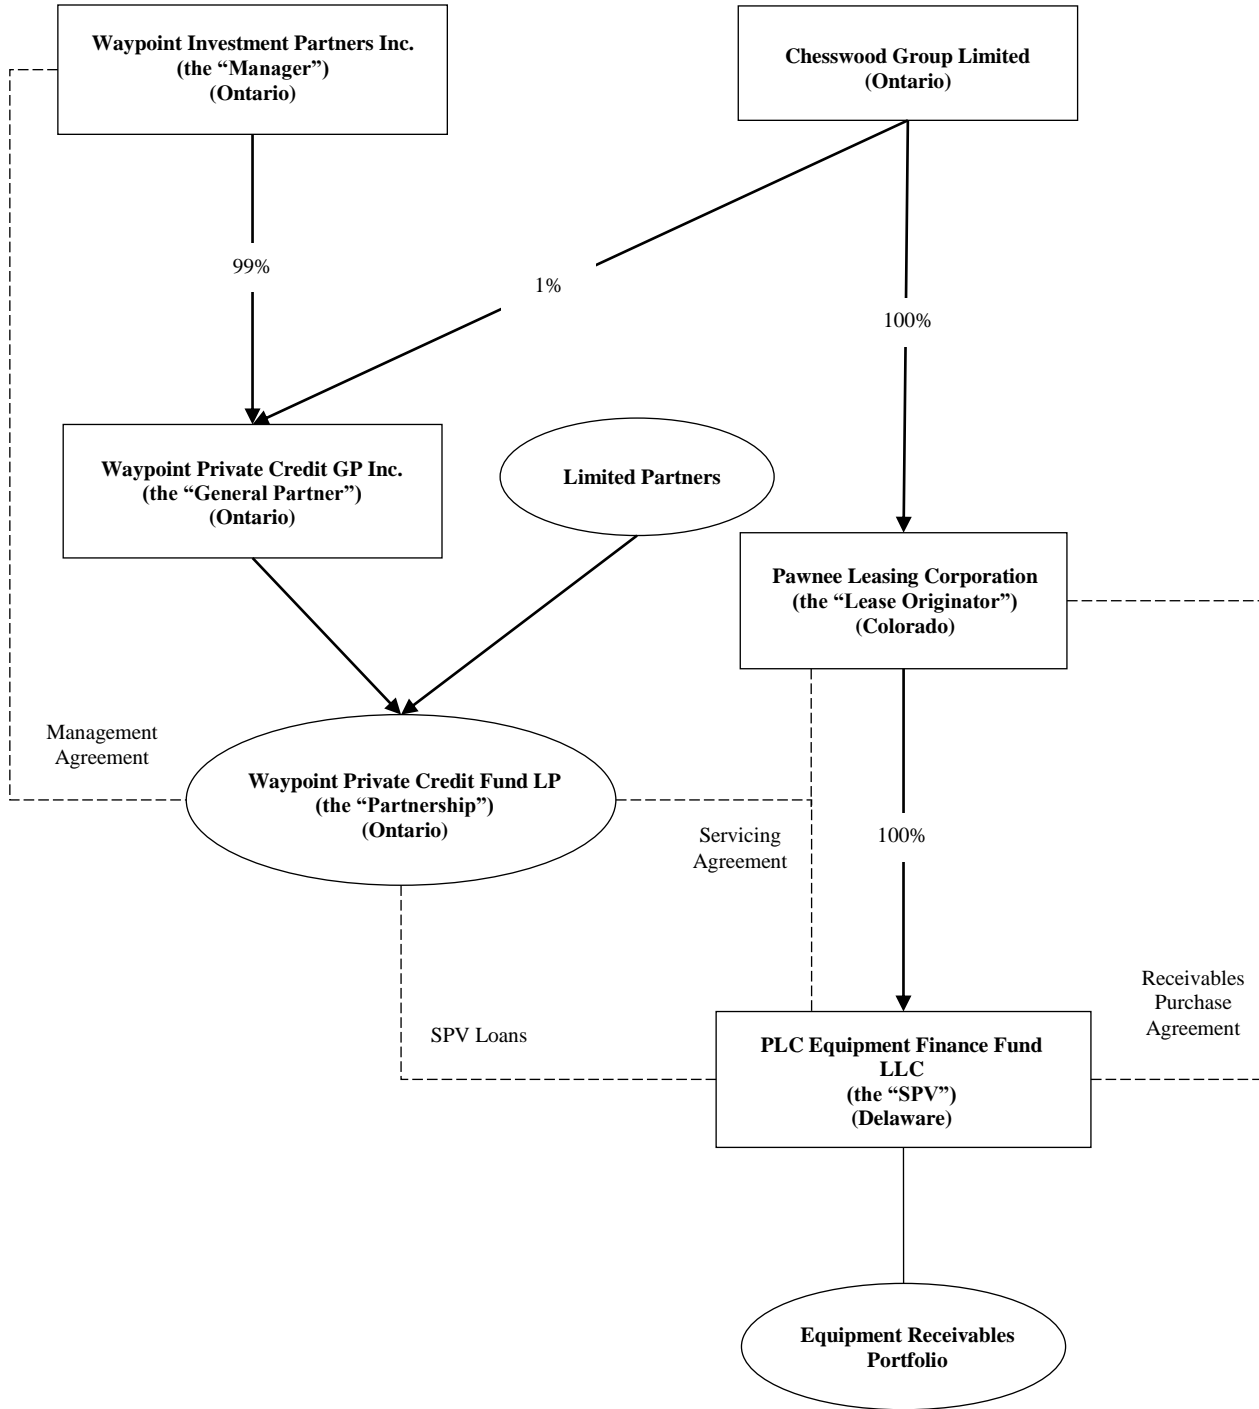 Waypoint Investment Partners Inc.
(the “Manager”)
(Ontario)
Chesswood Group Limited
(Ontario)
99%
1%
100%
Waypoint Private Credit GP Inc.
(the “General Partner”)
(Ontario)
Limited Partners
Pawnee Leasing Corporation
(the “Lease Originator”)
(Colorado)
Management
Agreement
Waypoint Private Credit Fund LP
(the “Partnership”)
(Ontario)
Servicing
Agreement
100%
Receivables
Purchase
Agreement
SPV Loans
PLC Equipment Finance Fund
LLC
(the “SPV”)
(Delaware)
Equipment Receivables
Portfolio